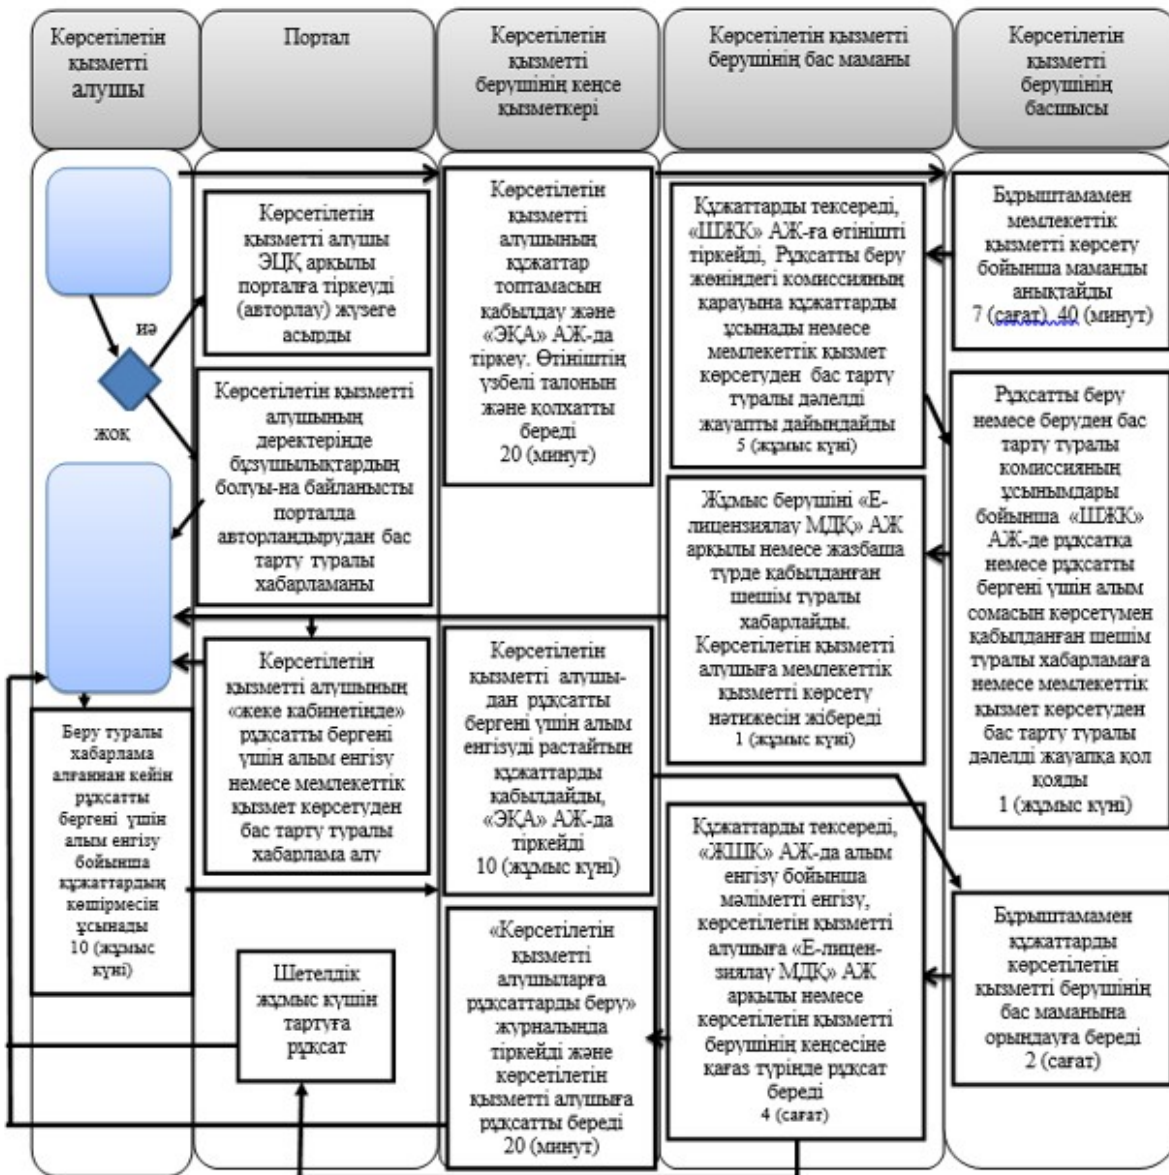 Көрсетілетін
қызметті
алушы
Портал
Көрсетілетін
қызметті
берушінің кеңсе
қызметкері
Көрсетілетін қызметті
берушінің бас маманы
Көрсетілетін
қызметті
берушінің
басшысы
иә
жоқ
Беру туралы
хабарлама
алғаннан кейін
рұқсатты
бергені үшін
алым енгізу
бойынша
құжаттардың
көшірмесін
ұсынады
10 (жұмыс
күні)
Көрсетілетін
қызметті алушы
ЭЦҚ арқылы
порталға тіркеуді
(авторлау) жүзеге
асырды
Көрсетілетін қызметті
алушының
деректерінде
бұзушылықтардың
болуы-на байланысты
порталда
авторландырудан бас
тарту туралы
хабарламаны
Көрсетілетін
қызметті алушының
«жеке кабинетінде»
рұқсатты бергені
үшін алым енгізу
немесе мемлекеттік
қызмет көрсетуден
бас тарту туралы
хабарлама алу
Шетелдік
жұмыс күшін
тартуға
рұқсат
Көрсетілетін
қызметті
алушының
құжаттар
топтамасын
қабылдау және
«ЭҚА» АЖ-да
тіркеу. Өтініштің
үзбелі талонын
және қолхатты
береді
20 (минут)
Көрсетілетін
қызметті алушы-
дан рұқсатты
бергені үшін алым
енгізуді растайтын
құжаттарды
қабылдайды,
«ЭҚА» АЖ-да
тіркейді
10 (жұмыс күні)
«Көрсетілетін
қызметті
алушыларға
рұқсаттарды беру»
журналында
тіркейді және
көрсетілетін
қызметті алушыға
рұқсатты береді
20 (минут)
Құжаттарды тексереді,
«ШЖК» АЖ-ға өтінішті
тіркейді, Рұқсатты беру
жөніндегі комиссияның
қарауына құжаттарды
ұсынады немесе
мемлекеттік қызмет
көрсетуден бас тарту
туралы дәлелді
жауапты дайындайды
5 (жұмыс күні)
Жұмыс берушіні «Е-
лицензиялау МДҚ» АЖ
арқылы немесе жазбаша
түрде қабылданған
шешім туралы
хабарлайды.
Көрсетілетін қызметті
алушыға мемлекеттік
қызметті көрсету
нәтижесін жібереді
1 (жұмыс күні)
Құжаттарды тексереді,
«ЖШК» АЖ-да алым
енгізу бойынша
мәліметті енгізу,
көрсетілетін қызметті
алушыға «Е-лицен-
зиялау МДҚ» АЖ
арқылы немесе
көрсетілетін қызметті
берушінің кеңсесіне
қағаз түрінде рұқсат
береді
4 (сағат)
Бұрыштамамен
мемлекеттік
қызметті көрсету
бойынша маманды
анықтайды
7 (сағат), 40 (минут)
Рұқсатты беру
немесе беруден бас
тарту туралы
комиссияның
ұсынымдары
бойынша «ШЖК»
АЖ-де рұқсатқа
немесе рұқсатты
бергені үшін алым
сомасын көрсетумен
қабылданған шешім
туралы хабарламаға
немесе мемлекеттік
қызмет көрсетуден
бас тарту туралы
дәлелді жауапқа қол
қояды
1 (жұмыс күні)
Бұрыштамамен
құжаттарды
көрсетілетін
қызметті берушінің
бас маманына
орындауға береді
2 (сағат)